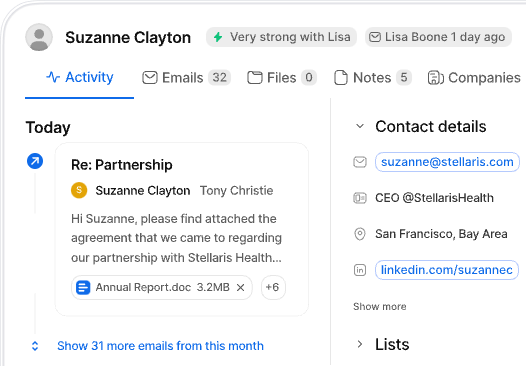 Suzanne Clayton
Very strong with Lisa
Lisa Boone 1 day ago
Activity
Emails 32
Files 0
Notes 5
Companies
Today
Re: Partnership
S Suzanne Clayton Tony Christie
Hi Suzanne, please find attached the
agreement that we came to regarding
our partnership with Stellaris Health...
Annual Report.doc 3.2MB ×
+6
Show 31 more emails from this month
Contact details
suzanne@stellaris.com
CEO @StellarisHealth
San Francisco, Bay Area
linkedin.com/suzannec
Show more
Lists